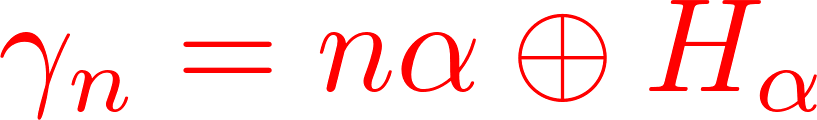 γₙ = nα ⊕ H_α